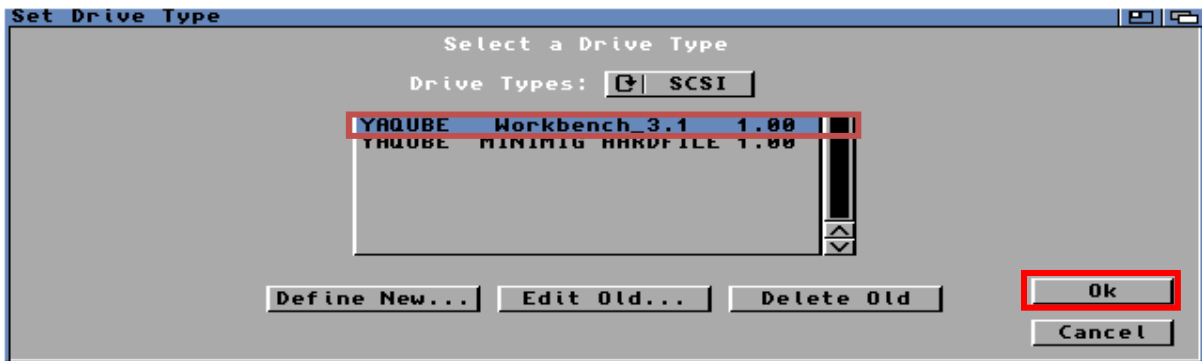 Set Drive Type
Select a Drive Type
Drive Types: SCSI
YAQUBE Workbench_3.1 1.00
YAQUBE MINIMIG HARDFILE 1.00
Define New... Edit Old... Delete Old
Ok
Cancel